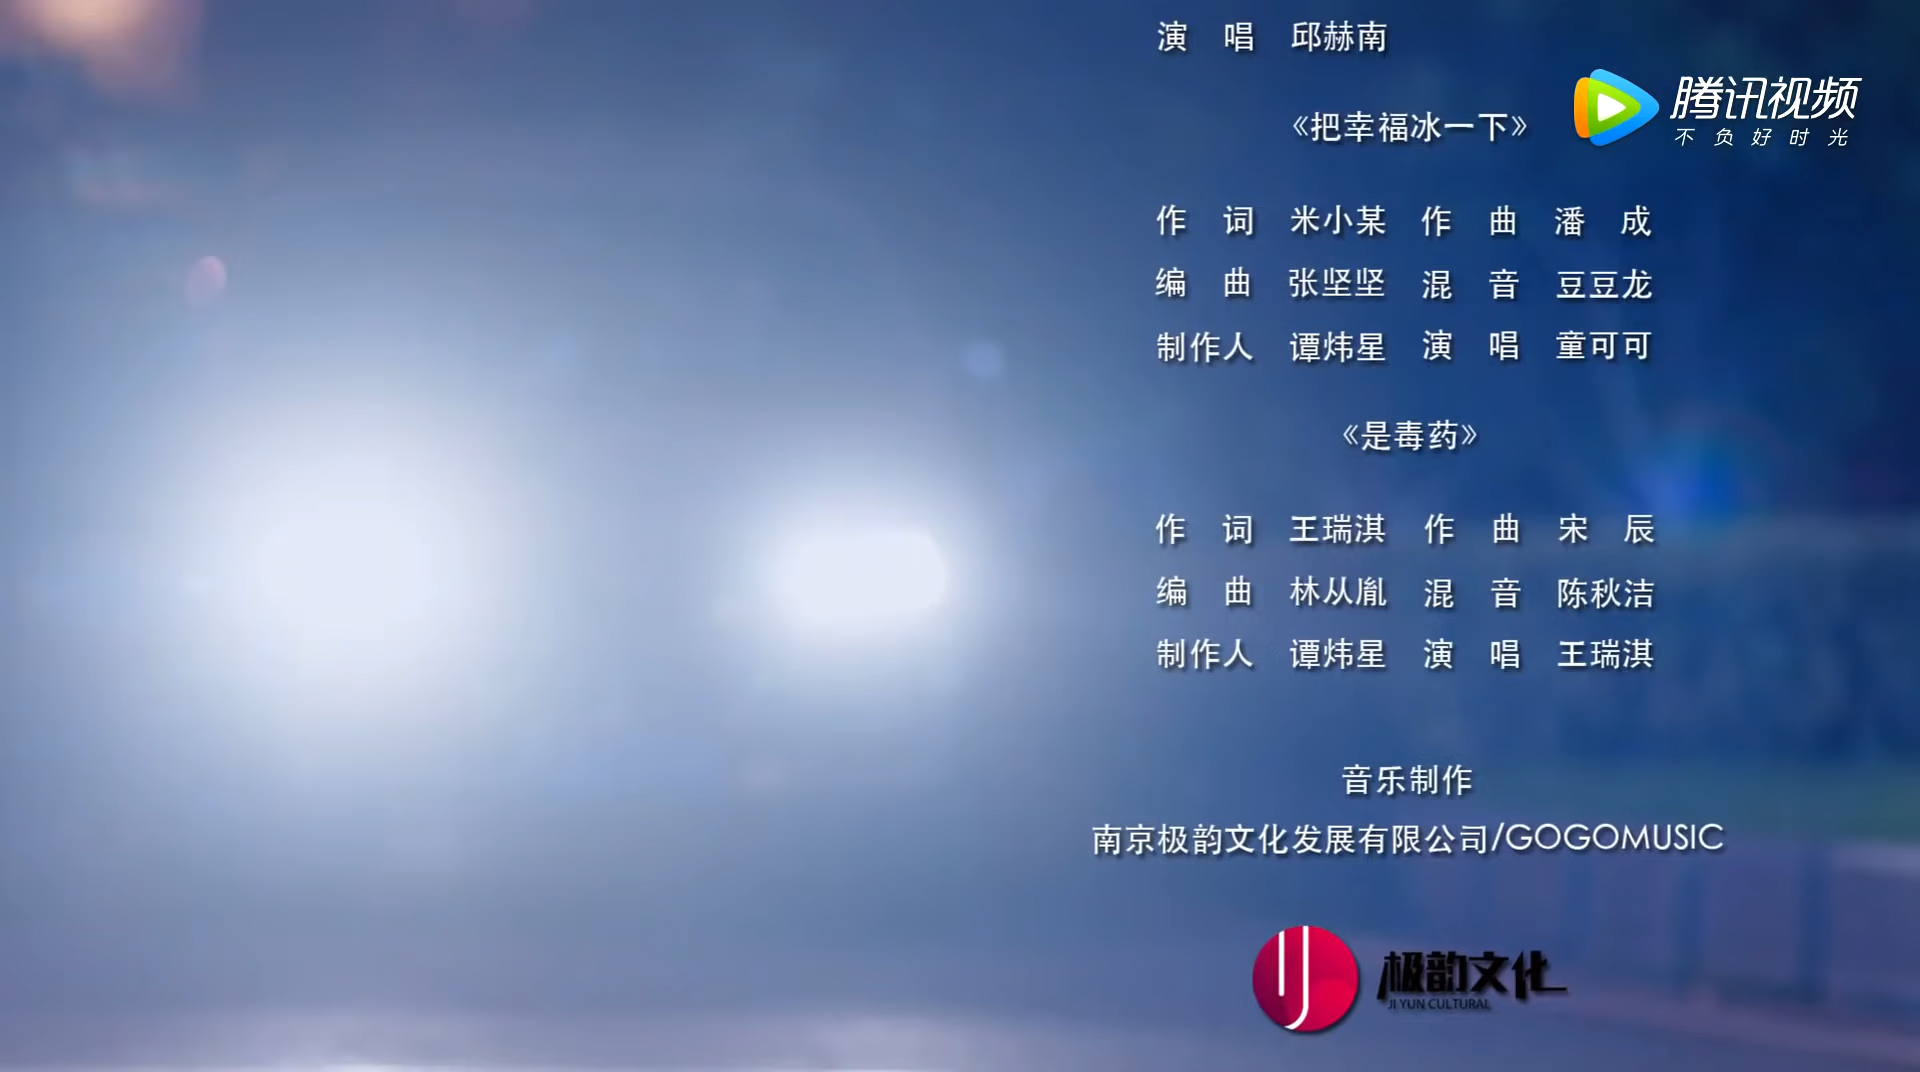 演 唱 邱赫南
腾讯视频
不负好时光
《把幸福冰一下》
作 词 米小某 作 曲 潘 成
编 曲 张坚坚 混 音 豆豆龙
制作人 谭炜星 演 唱 童可可
《是毒药》
作 词 王瑞淇 作 曲 宋 辰
编 曲 林从胤 混 音 陈秋洁
制作人 谭炜星 演 唱 王瑞淇
音乐制作
南京极韵文化发展有限公司/GOGOMUSIC
极韵文化
JI YUN CULTURAL